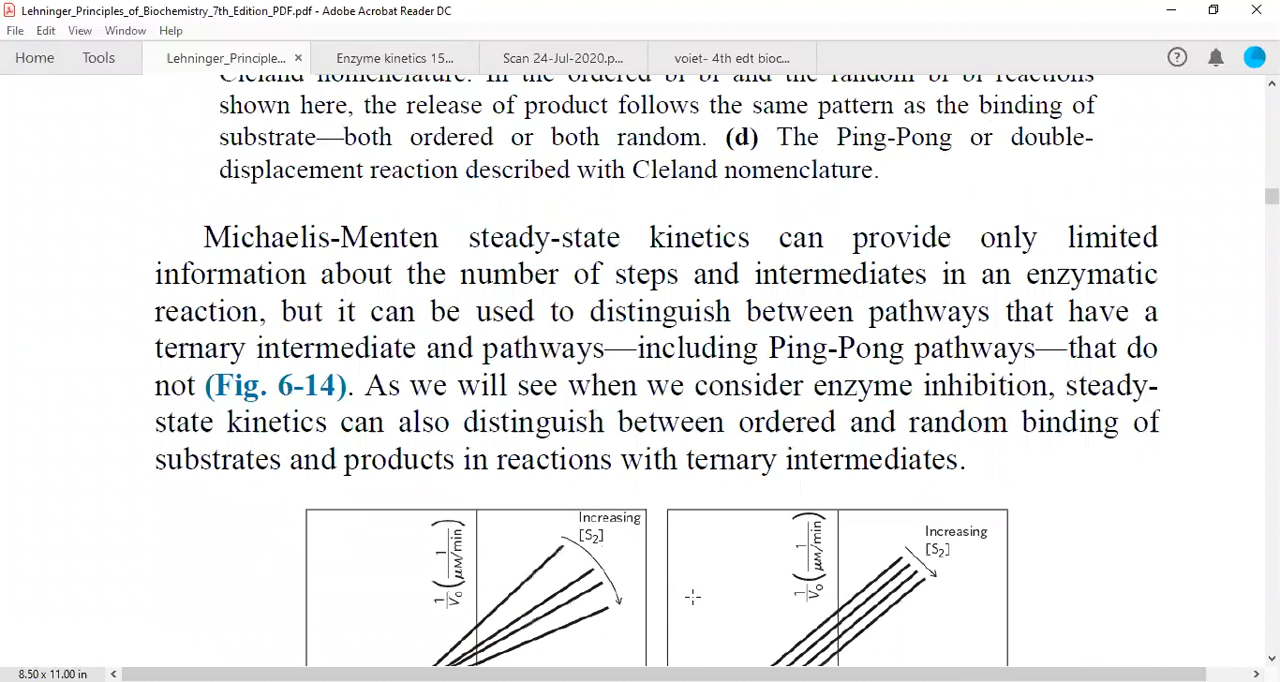 Lehninger_Principles_of_Biochemistry_7th_Edition_PDF.pdf - Adobe Acrobat Reader DC
File Edit View Window Help
Home Tools Lehninger_Principle... × Enzyme kinetics 15... Scan 24-Jul-2020.p... voiet- 4th edt bioc...
Cleland nomenclature. In the ordered bi bi and the random bi bi reactions
shown here, the release of product follows the same pattern as the binding of
substrate—both ordered or both random. (d) The Ping-Pong or double-
displacement reaction described with Cleland nomenclature.
Michaelis-Menten steady-state kinetics can provide only limited
information about the number of steps and intermediates in an enzymatic
reaction, but it can be used to distinguish between pathways that have a
ternary intermediate and pathways—including Ping-Pong pathways—that do
not (Fig. 6-14). As we will see when we consider enzyme inhibition, steady-
state kinetics can also distinguish between ordered and random binding of
substrates and products in reactions with ternary intermediates.
1/V₀ (1/μM/min)
Increasing
[S₂]
1/V₀ (1/μM/min)
Increasing
[S₂]
8.50 x 11.00 in